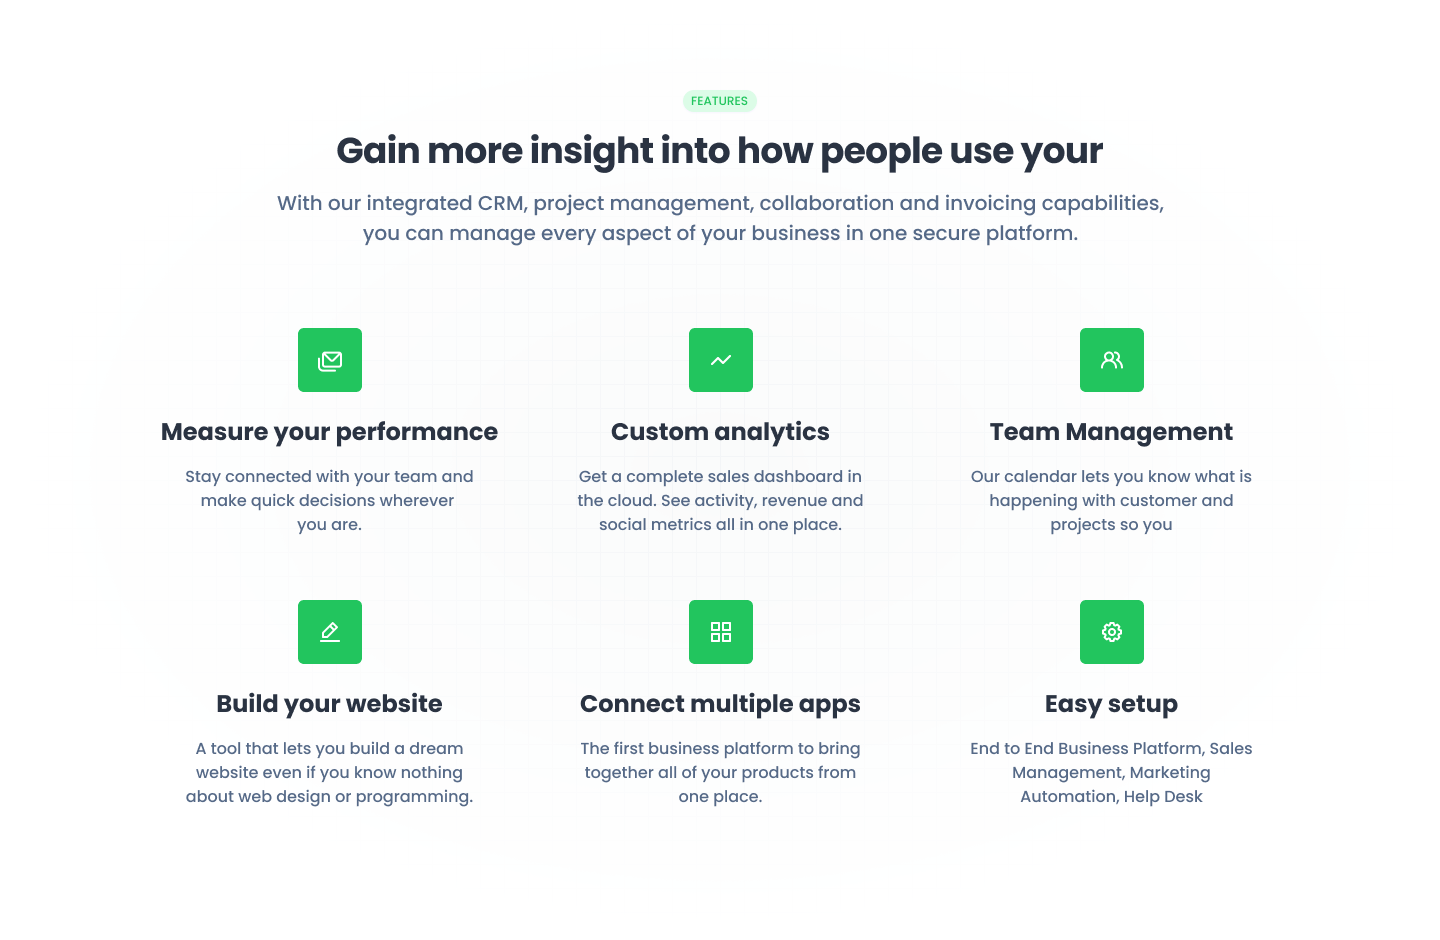 FEATURES
Gain more insight into how people use your
With our integrated CRM, project management, collaboration and invoicing capabilities,
you can manage every aspect of your business in one secure platform.
Measure your performance
Stay connected with your team and
make quick decisions wherever
you are.
Custom analytics
Get a complete sales dashboard in
the cloud. See activity, revenue and
social metrics all in one place.
Team Management
Our calendar lets you know what is
happening with customer and
projects so you
Build your website
A tool that lets you build a dream
website even if you know nothing
about web design or programming.
Connect multiple apps
The first business platform to bring
together all of your products from
one place.
Easy setup
End to End Business Platform, Sales
Management, Marketing
Automation, Help Desk